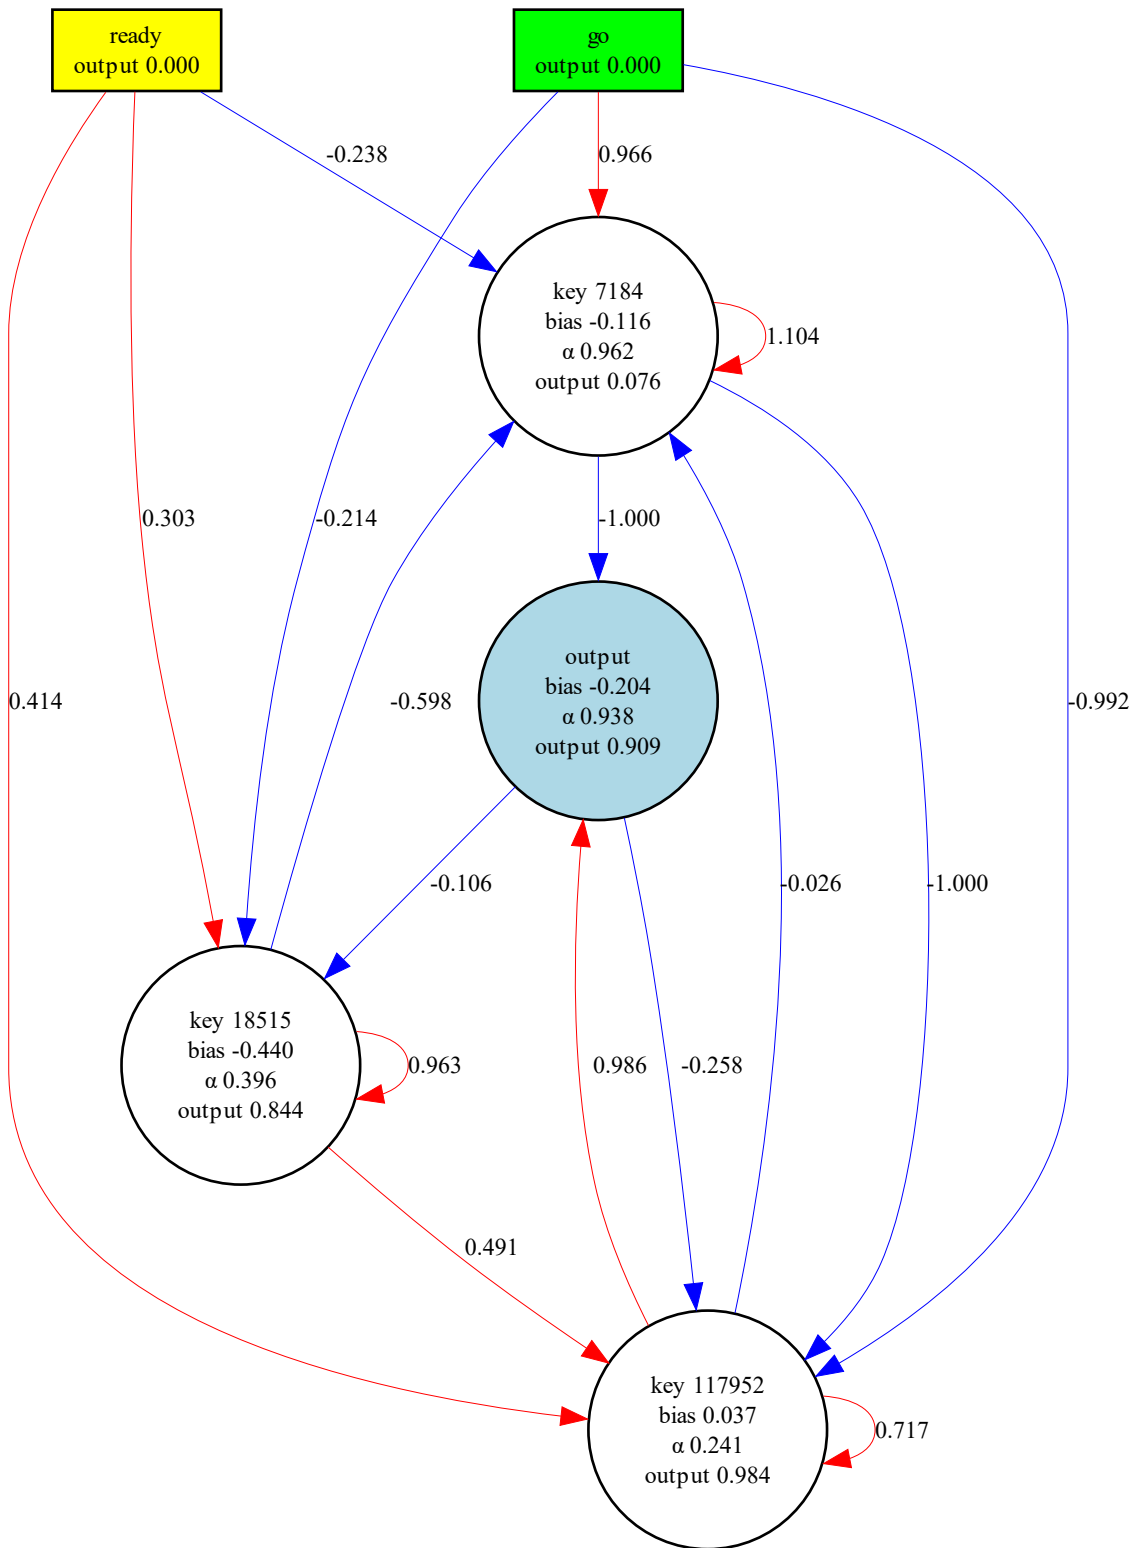 ready
output 0.000
go
output 0.000
-0.238
0.966
key 7184
bias -0.116
α 0.962
output 0.076
1.104
0.303
-0.214
-1.000
output
bias -0.204
α 0.938
output 0.909
0.414
-0.598
-0.992
-0.106
-0.026
-1.000
key 18515
bias -0.440
α 0.396
output 0.844
0.963
0.986
-0.258
0.491
key 117952
bias 0.037
α 0.241
output 0.984
0.717